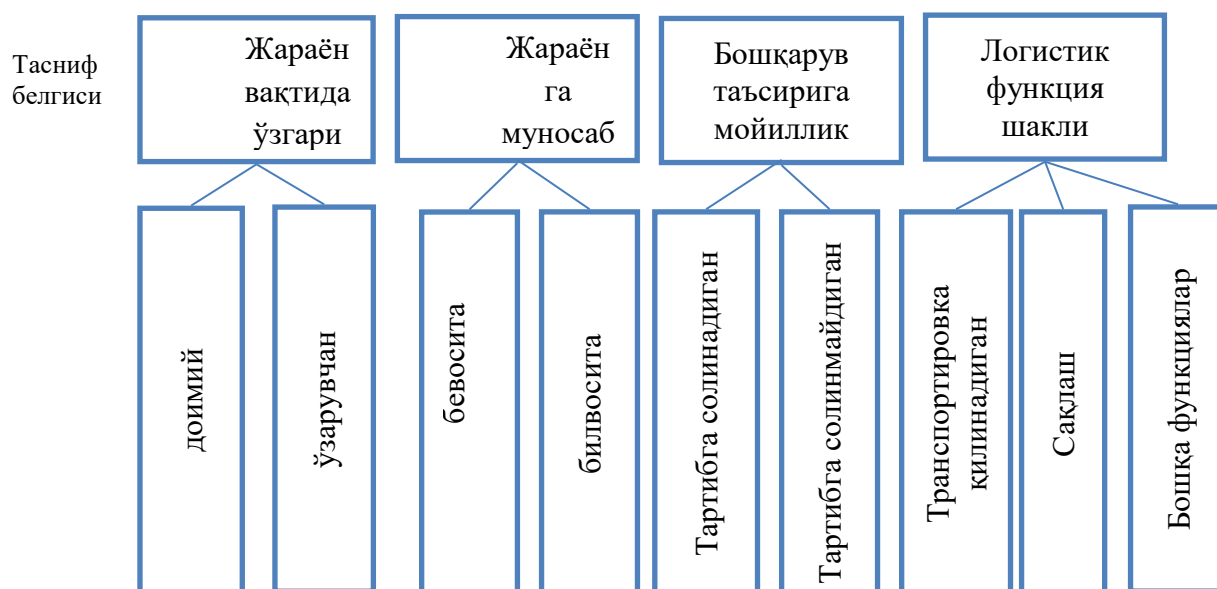 Тасниф
белгиси
Жараён
вақтида
ўзгари
Жараён
га
муносаб
Бошқарув
таъсирига
мойиллик
Логистик
функция
шакли
доимий
ўзарувчан
бевосита
билвосита
Тартибга солинадиган
Тартибга солинмайдиган
Транспортировка
қилинадиган
Сақлаш
Бошқа функциялар